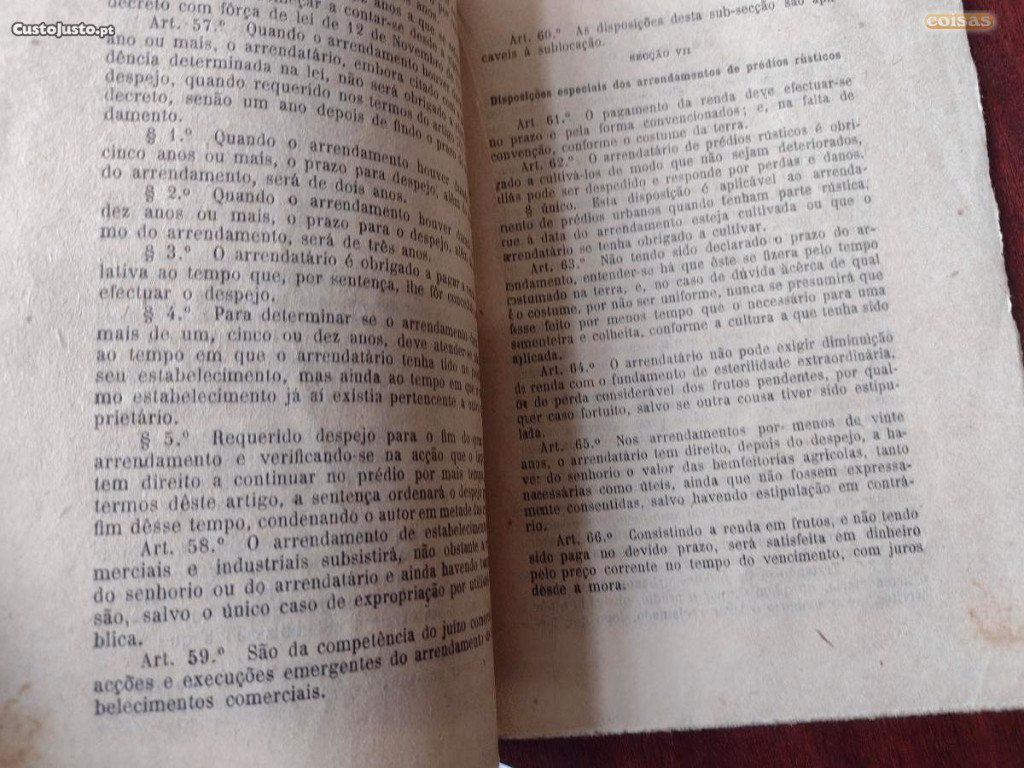 CustoJusto.pt
coisas
decreto com fôrça de lei de 12 de Novembro
Art. 57.º Quando o arrendamento houver
ano ou mais, o arrendatário, embora citado com
dência determinada na lei, não será obrigado a
despejo, quando requerido nos termos do artigo
decreto, senão um ano depois de findo o prazo
damento.
§ 1.º Quando o arrendamento houver
cinco anos ou mais, o prazo para despejo, além
do arrendamento, será de dois anos.
§ 2.º Quando o arrendamento houver
dez anos ou mais, o prazo para o despejo, além
mo do arrendamento, será de três anos.
§ 3.º O arrendatário é obrigado a pagar a
lativa ao tempo que, por sentença, lhe fôr
efectuar o despejo.
§ 4.º Para determinar se o arrendamento
mais de um, cinco ou dez anos, deve
ao tempo em que o arrendatário tenha tido no
seu estabelecimento, mas ainda ao tempo em que
mo estabelecimento já aí existia pertencente a
prietário.
§ 5.º Requerido despejo para o fim do
arrendamento e verificando-se na acção que o
tem direito a continuar no prédio por mais tempo
termos dêste artigo, a sentença ordenará o despejo
fim dêsse tempo, condenando o autor em metade das
Art. 58.º O arrendamento de estabelecimentos
merciais e industriais subsistirá, não obstante a
do senhorio ou do arrendatário e ainda havendo
são, salvo o único caso de expropriação por
blica.
Art. 59.º São da competência do juízo
acções e execuções emergentes do arrendamento
belecimentos comerciais.
Art. 60.º As disposições desta sub-secção são
caveis á sublocação.
SECÇÃO VII
Disposições especiais dos arrendamentos de prédios rústicos
Art. 61.º O pagamento da renda deve efectuar-se
no prazo e pela forma convencionados; e, na falta de
convenção, conforme o costume da terra.
Art. 62.º O arrendatário de prédios rústicos é obri-
gado a cultivá-los de modo que não sejam deteriorados,
aliás pode ser despedido e responde por perdas e danos.
§ único. Esta disposição é aplicável ao arrenda-
mento de prédios urbanos quando tenham parte rústica,
que á data do arrendamento esteja cultivada ou que o
arrendatário se tenha obrigado a cultivar.
Art. 63.º Não tendo sido declarado o prazo do ar-
rendamento, entender-se há que êste se fizera pelo tempo
costumado na terra, e, no caso de dúvida ácêrca de qual
é o costume, por não ser uniforme, nunca se presumirá que
fôsse feito por menos tempo que o necessário para uma
sementeira e colheita, conforme a cultura a que tenha sido
aplicada.
Art. 64.º O arrendatário não pode exigir diminuição
da renda com o fundamento de esterilidade extraordinária,
ou de perda considerável dos frutos pendentes, por qual-
quer caso fortuito, salvo se outra cousa tiver sido estipu-
lada.
Art. 65.º Nos arrendamentos por menos de vinte
anos, o arrendatário tem direito, depois do despejo, a ha-
ver do senhorio o valor das bemfeitorias agrícolas, tanto
necessárias como úteis, ainda que não fossem expressa-
mente consentidas, salvo havendo estipulação em contrá-
rio.
Art. 66.º Consistindo a renda em frutos, e não tendo
sido paga no devido prazo, será satisfeita em dinheiro
pelo preço corrente no tempo do vencimento, com juros
desde a mora.